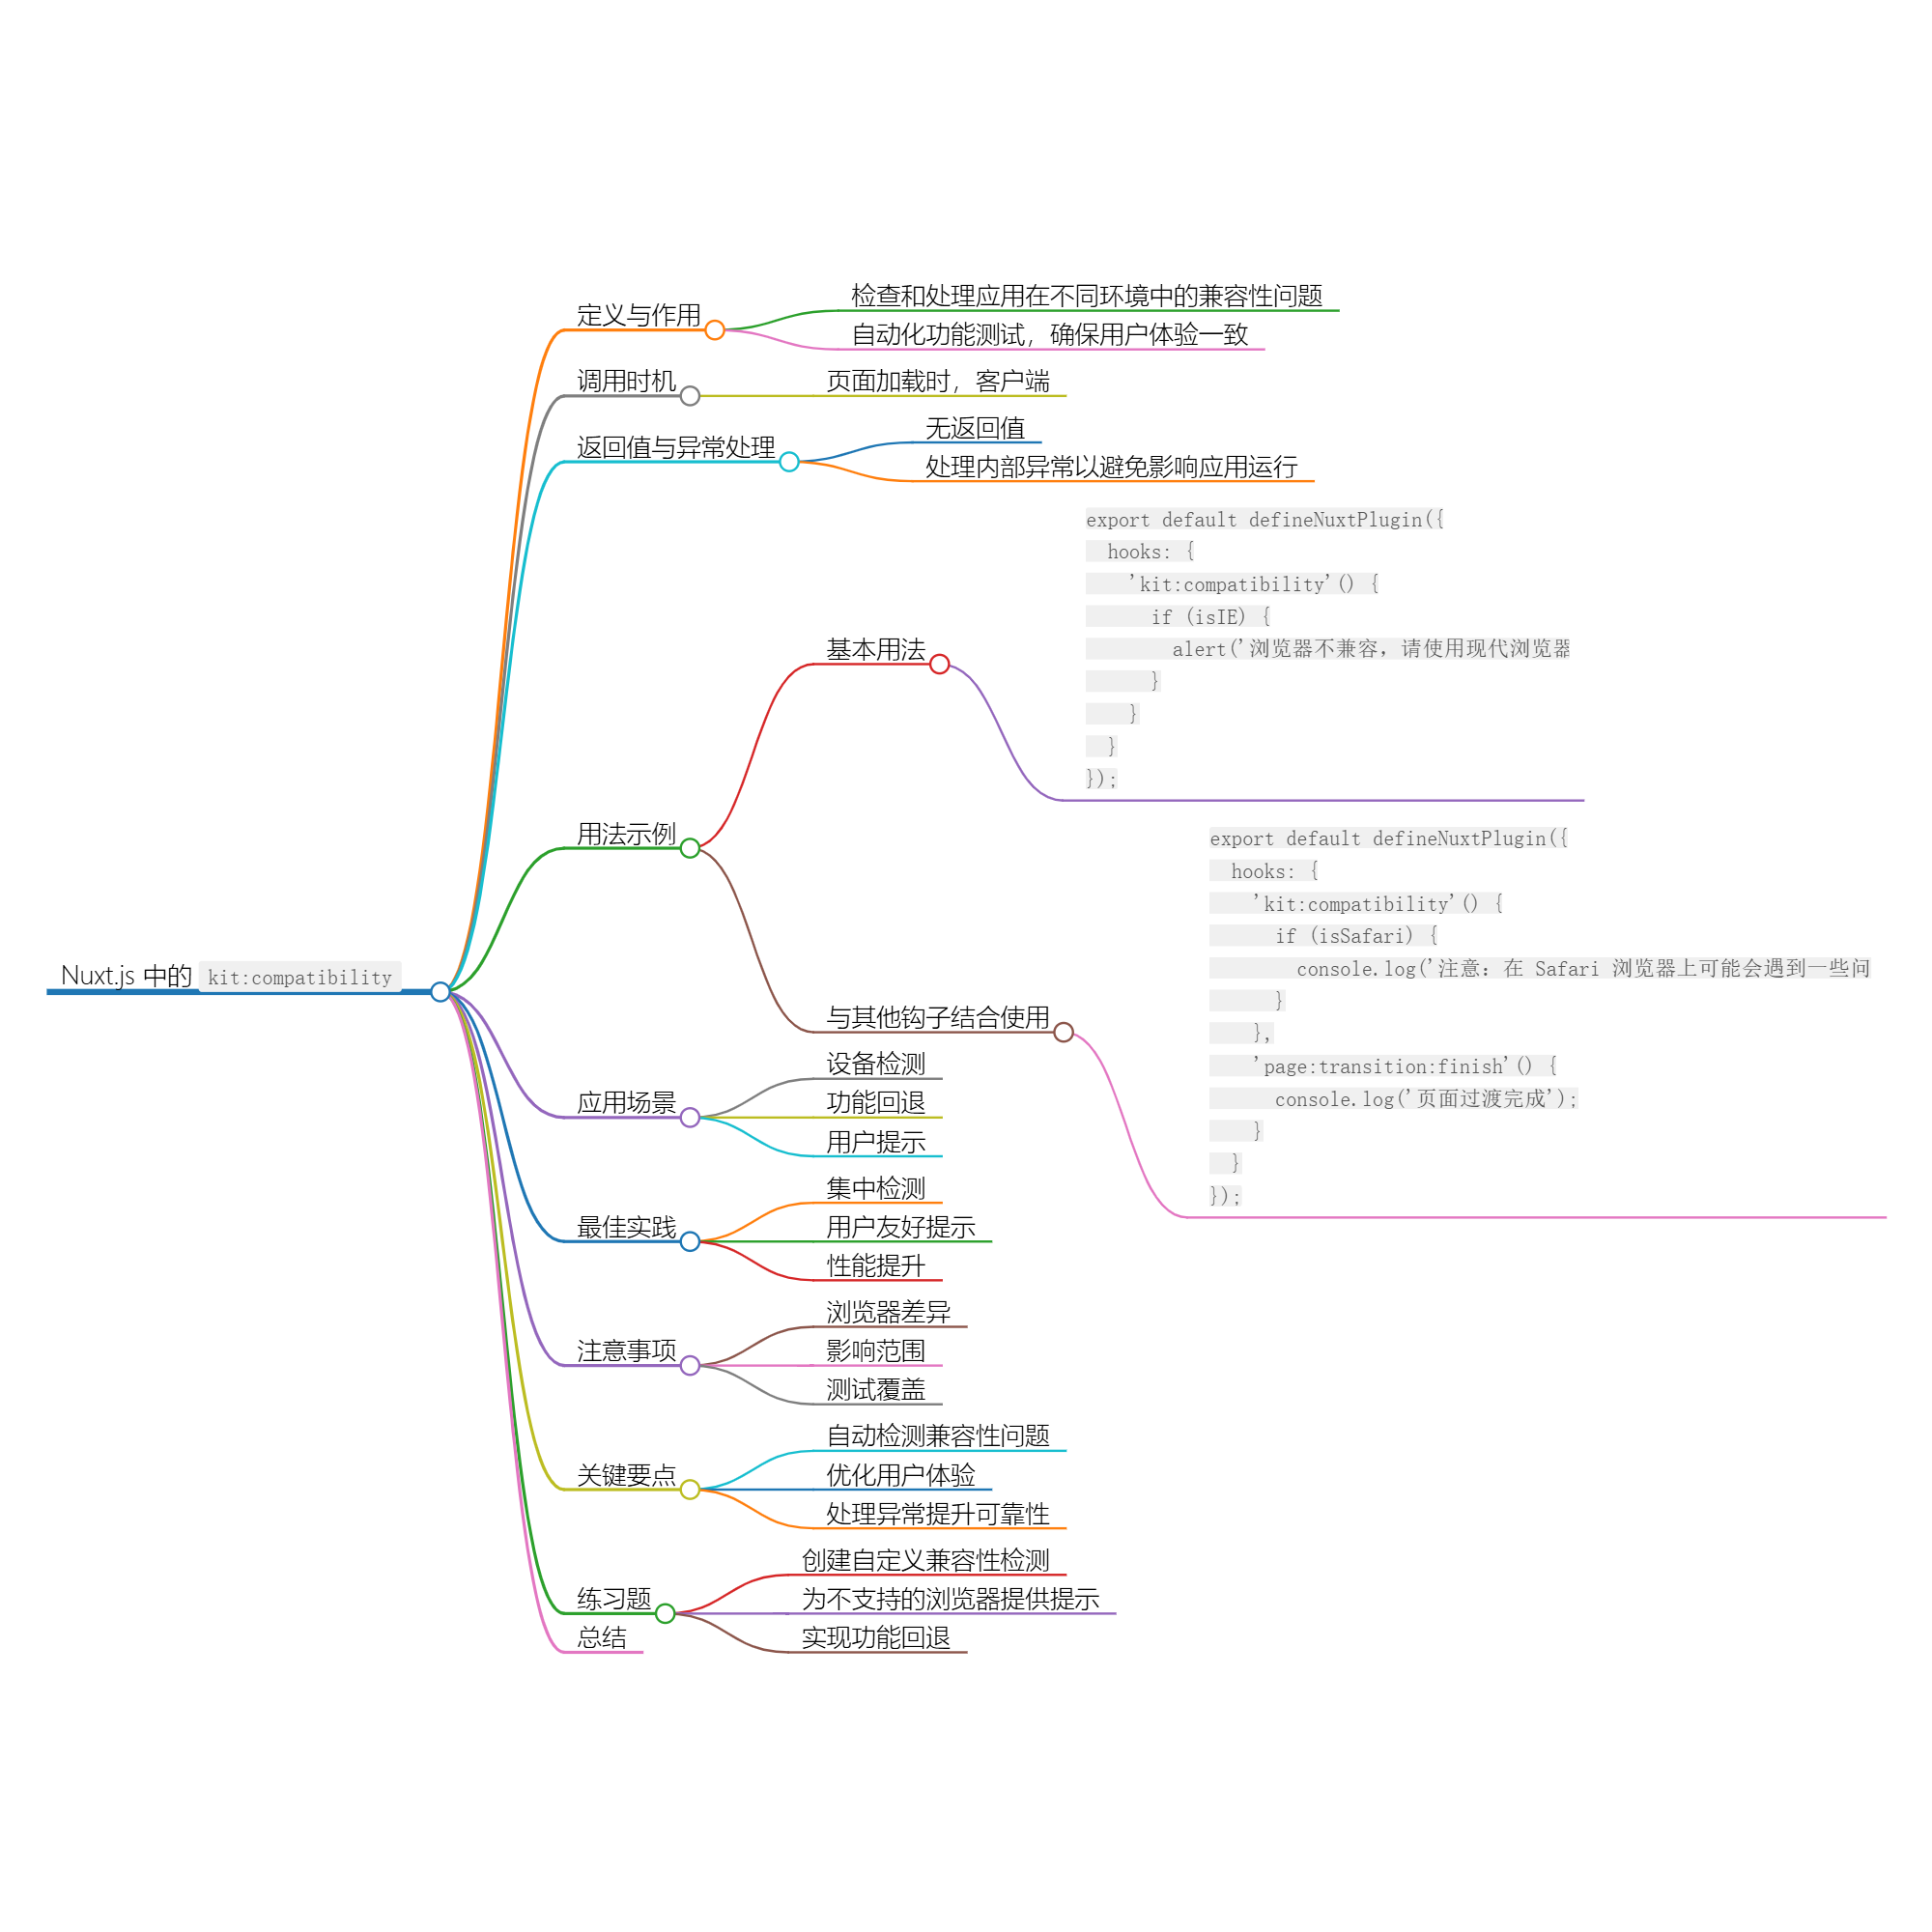 Nuxt.js 中的 kit:compatibility
定义与作用
检查和处理应用在不同环境中的兼容性问题
自动化功能测试，确保用户体验一致
调用时机
页面加载时，客户端
返回值与异常处理
无返回值
处理内部异常以避免影响应用运行
用法示例
基本用法
export default defineNuxtPlugin({
  hooks: {
    'kit:compatibility'() {
      if (isIE) {
        alert('浏览器不兼容，请使用现代浏览器
      }
    }
  }
});
与其他钩子结合使用
export default defineNuxtPlugin({
  hooks: {
    'kit:compatibility'() {
      if (isSafari) {
        console.log('注意：在 Safari 浏览器上可能会遇到一些问
      }
    },
    'page:transition:finish'() {
      console.log('页面过渡完成');
    }
  }
});
应用场景
设备检测
功能回退
用户提示
最佳实践
集中检测
用户友好提示
性能提升
注意事项
浏览器差异
影响范围
测试覆盖
关键要点
自动检测兼容性问题
优化用户体验
处理异常提升可靠性
练习题
创建自定义兼容性检测
为不支持的浏览器提供提示
实现功能回退
总结